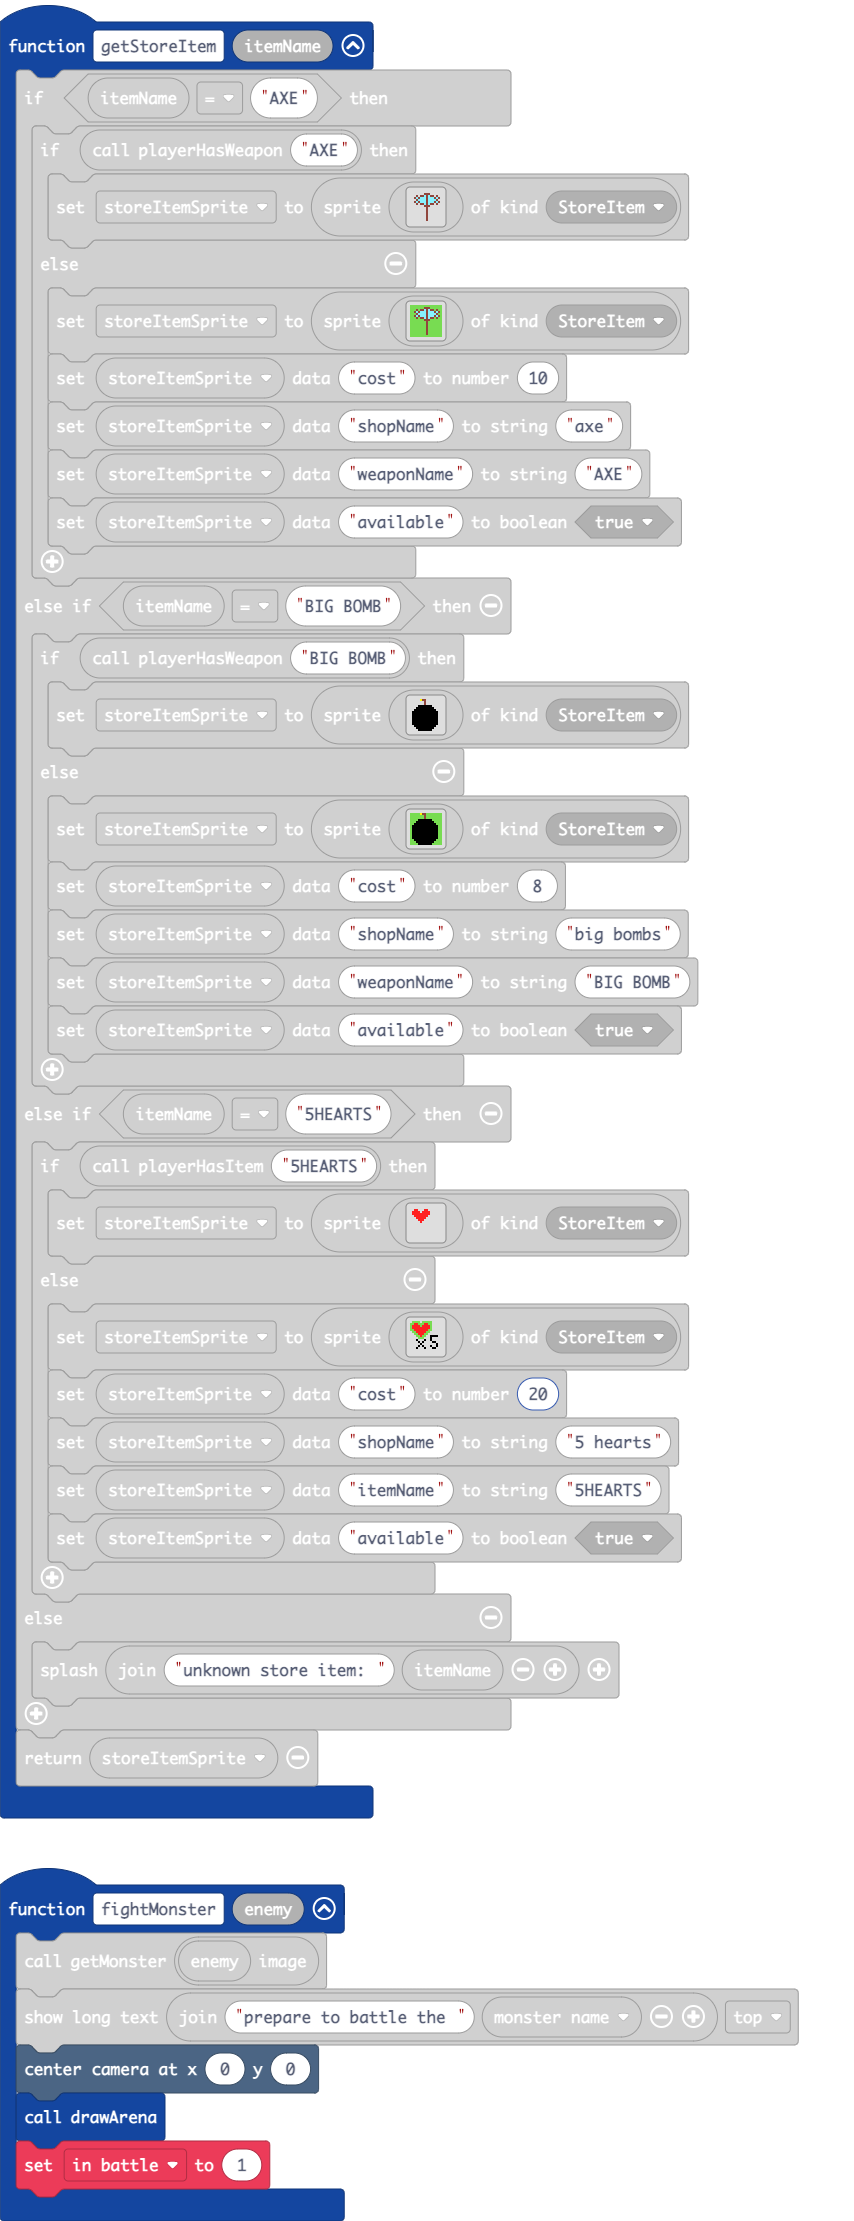 function getStoreItem itemName
if itemName = "AXE" then
if call playerHasWeapon "AXE" then
set storeItemSprite to sprite of kind StoreItem
else
set storeItemSprite to sprite of kind StoreItem
set storeItemSprite data "cost" to number 10
set storeItemSprite data "shopName" to string "axe"
set storeItemSprite data "weaponName" to string "AXE"
set storeItemSprite data "available" to boolean true
else if itemName = "BIG BOMB" then
if call playerHasWeapon "BIG BOMB" then
set storeItemSprite to sprite of kind StoreItem
else
set storeItemSprite to sprite of kind StoreItem
set storeItemSprite data "cost" to number 8
set storeItemSprite data "shopName" to string "big bombs"
set storeItemSprite data "weaponName" to string "BIG BOMB"
set storeItemSprite data "available" to boolean true
else if itemName = "5HEARTS" then
if call playerHasItem "5HEARTS" then
set storeItemSprite to sprite of kind StoreItem
else
set storeItemSprite to sprite x5 of kind StoreItem
set storeItemSprite data "cost" to number 20
set storeItemSprite data "shopName" to string "5 hearts"
set storeItemSprite data "itemName" to string "5HEARTS"
set storeItemSprite data "available" to boolean true
else
splash join "unknown store item: " itemName
return storeItemSprite
function fightMonster enemy
call getMonster enemy image
show long text join "prepare to battle the " monster name top
center camera at x 0 y 0
call drawArena
set in battle to 1